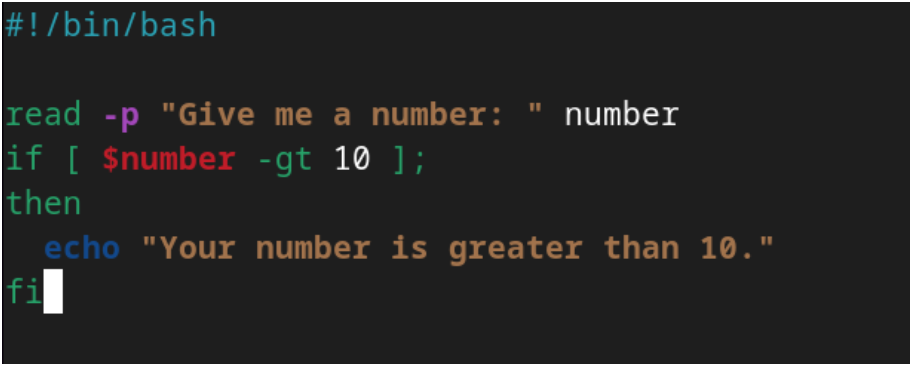 #!/bin/bash
read -p "Give me a number: " number
if [ $number -gt 10 ];
then
  echo "Your number is greater than 10."
fi